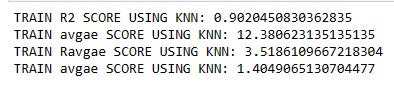 TRAIN R2 SCORE USING KNN: 0.9020450830362835
TRAIN avgae SCORE USING KNN: 12.380623135135135
TRAIN Ravgae SCORE USING KNN: 3.5186109667218304
TRAIN avgae SCORE USING KNN: 1.4049065130704477